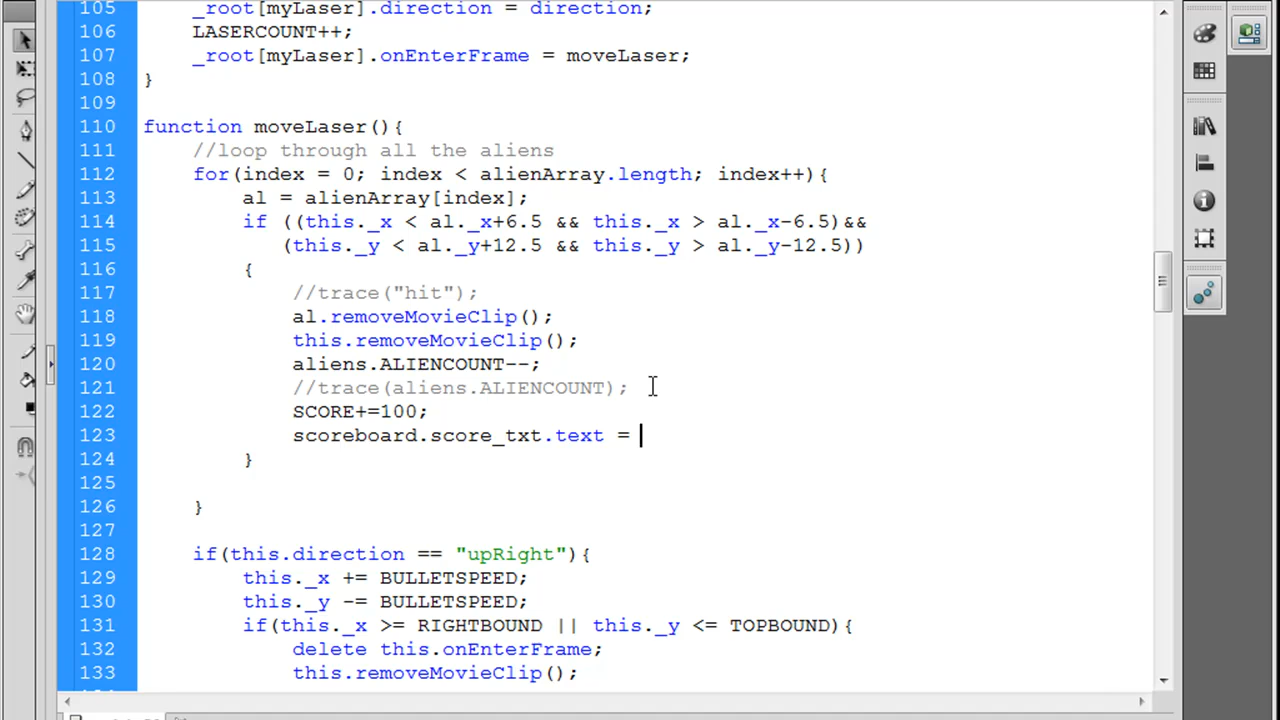 105 _root[myLaser].direction = direction;
106 LASERCOUNT++;
107 _root[myLaser].onEnterFrame = moveLaser;
108 }
109
110 function moveLaser(){
111 //loop through all the aliens
112 for(index = 0; index < alienArray.length; index++){
113 al = alienArray[index];
114 if ((this._x < al._x+6.5 && this._x > al._x-6.5)&&
115 (this._y < al._y+12.5 && this._y > al._y-12.5))
116 {
117 //trace("hit");
118 al.removeMovieClip();
119 this.removeMovieClip();
120 aliens.ALIENCOUNT--;
121 //trace(aliens.ALIENCOUNT);
122 SCORE+=100;
123 scoreboard.score_txt.text =
124 }
125
126 }
127
128 if(this.direction == "upRight"){
129 this._x += BULLETSPEED;
130 this._y -= BULLETSPEED;
131 if(this._x >= RIGHTBOUND || this._y <= TOPBOUND){
132 delete this.onEnterFrame;
133 this.removeMovieClip();